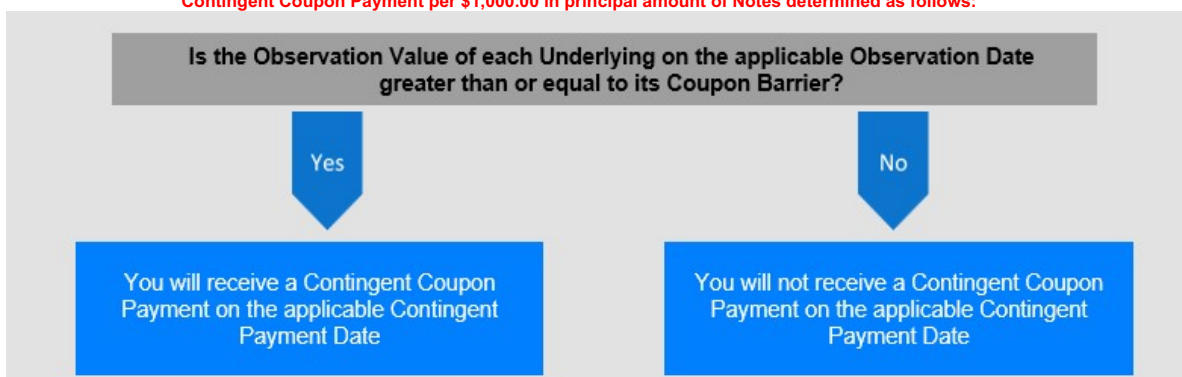 Contingent Coupon Payment per $1,000.00 in principal amount of Notes determined as follows:
Is the Observation Value of each Underlying on the applicable Observation Date
greater than or equal to its Coupon Barrier?
Yes
No
You will receive a Contingent Coupon
Payment on the applicable Contingent
Payment Date
You will not receive a Contingent Coupon
Payment on the applicable Contingent
Payment Date